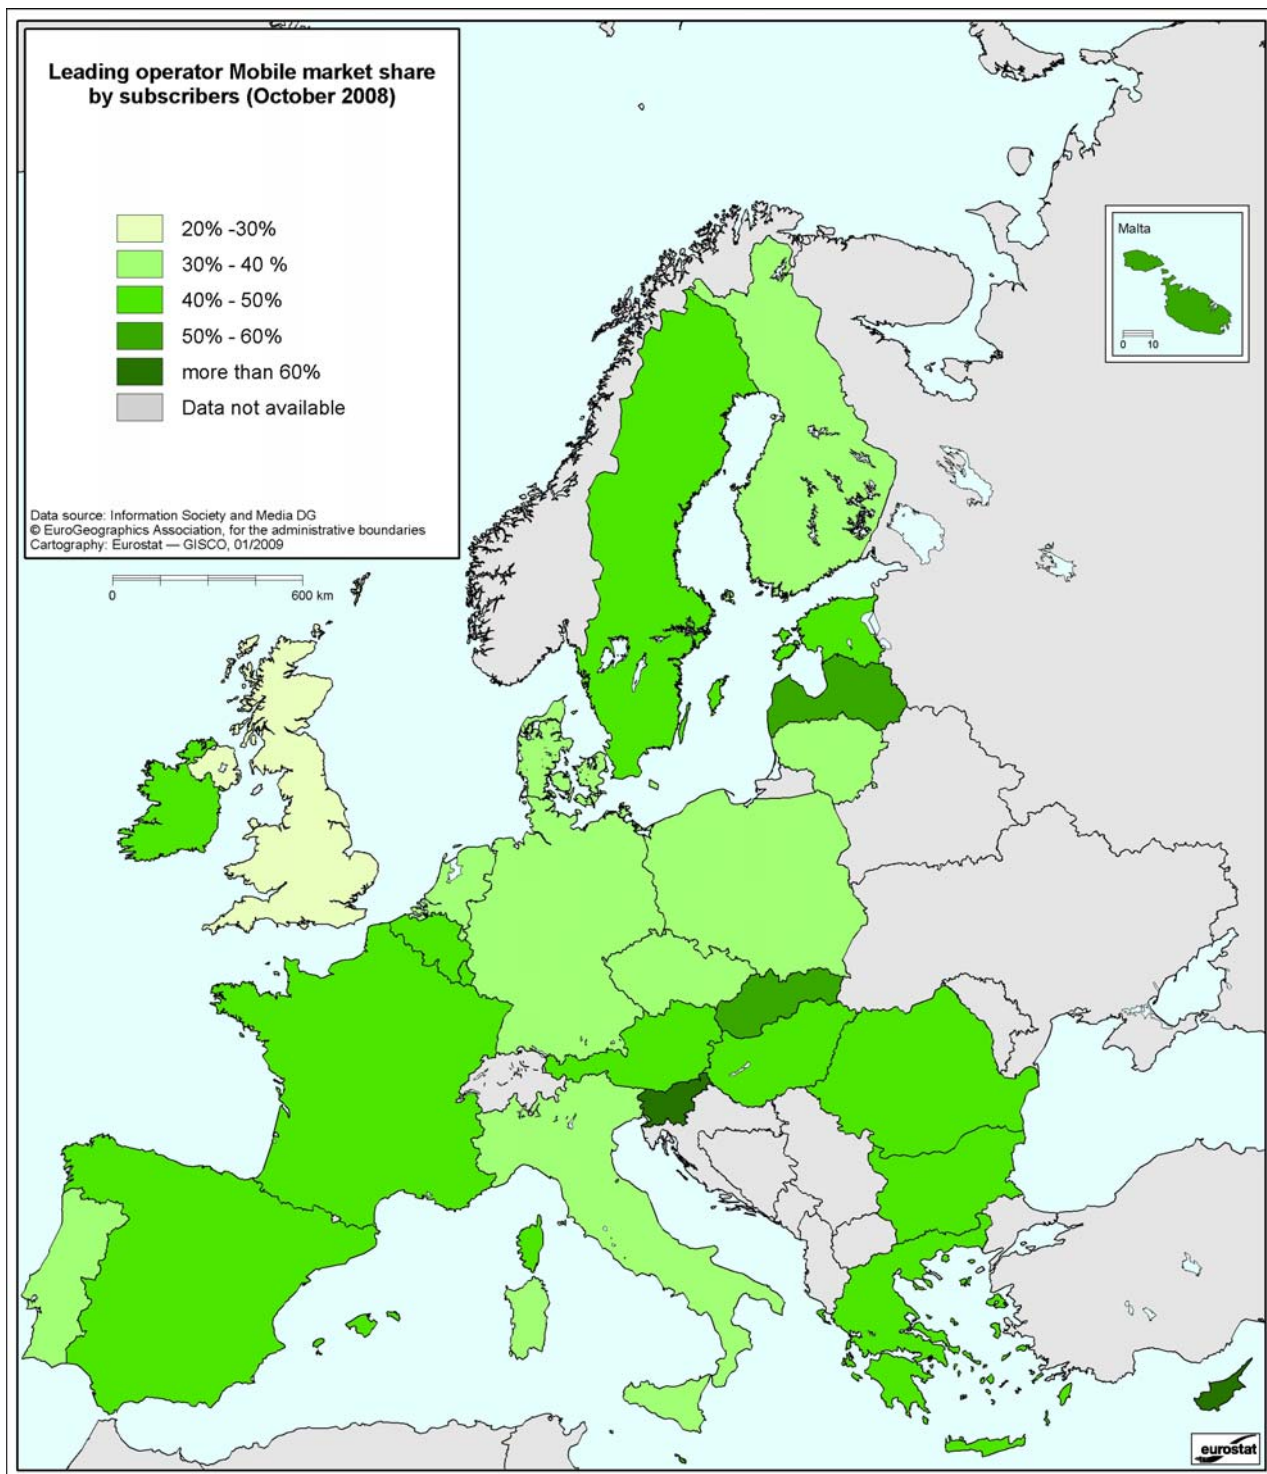 Leading operator Mobile market share
by subscribers (October 2008)
20% -30%
30% - 40 %
40% - 50%
50% - 60%
more than 60%
Data not available
Data source: Information Society and Media DG
© EuroGeographics Association, for the administrative boundaries
Cartography: Eurostat — GISCO, 01/2009
0 600 km
Malta
0 10
eurostat